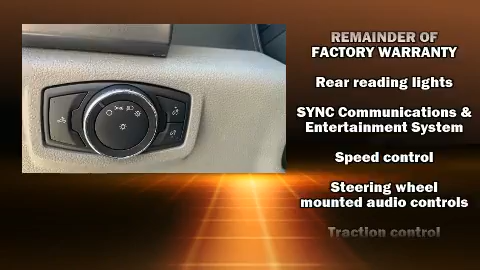 REMAINDER OF
FACTORY WARRANTY
Rear reading lights
SYNC Communications &
Entertainment System
Speed control
Steering wheel
mounted audio controls
Traction control